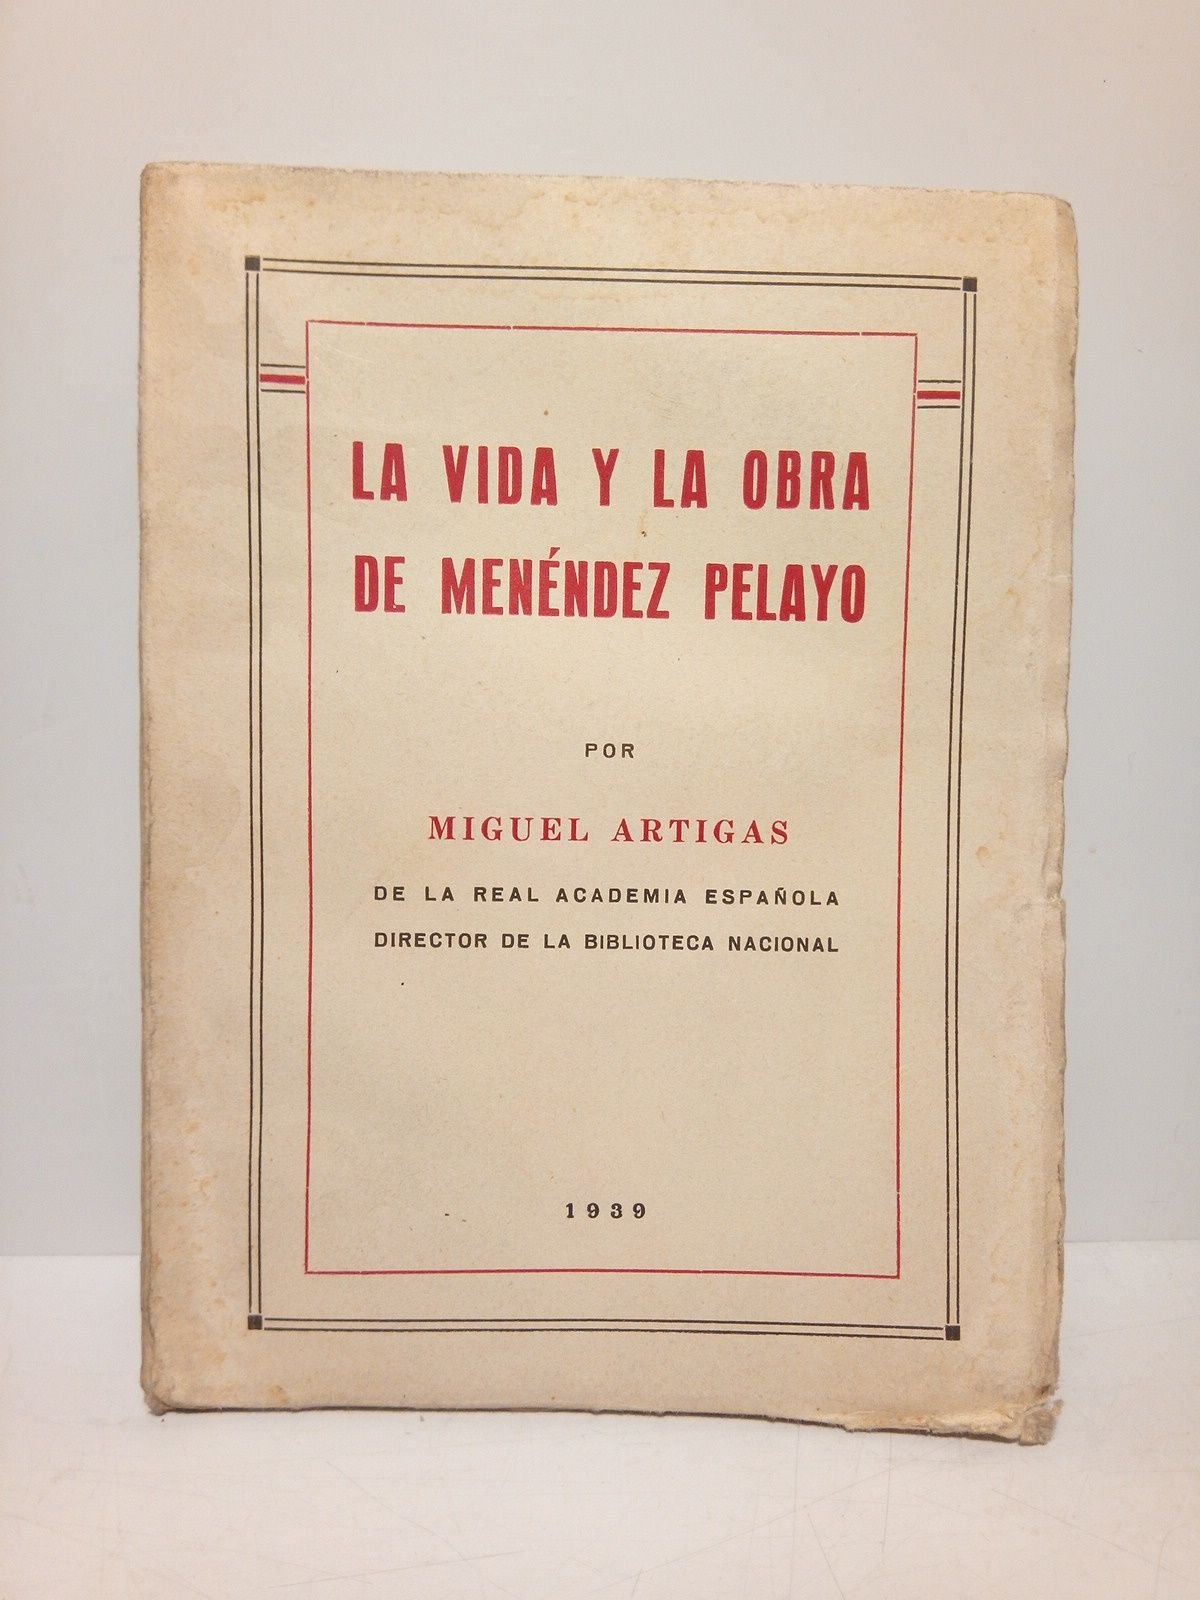 LA VIDA Y LA OBRA
DE MENÉNDEZ PELAYO
POR
MIGUEL ARTIGAS
DE LA REAL ACADEMIA ESPAÑOLA
DIRECTOR DE LA BIBLIOTECA NACIONAL
1939